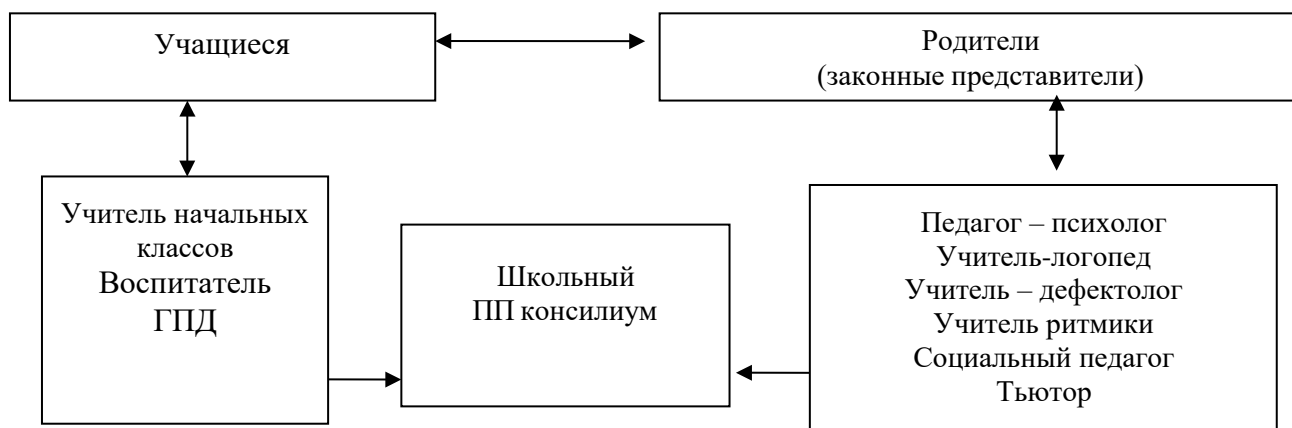 Учащиеся
Родители
(законные представители)
Учитель начальных
классов
Воспитатель
ГПД
Школьный
ПП консилиум
Педагог – психолог
Учитель-логопед
Учитель – дефектолог
Учитель ритмики
Социальный педагог
Тьютор